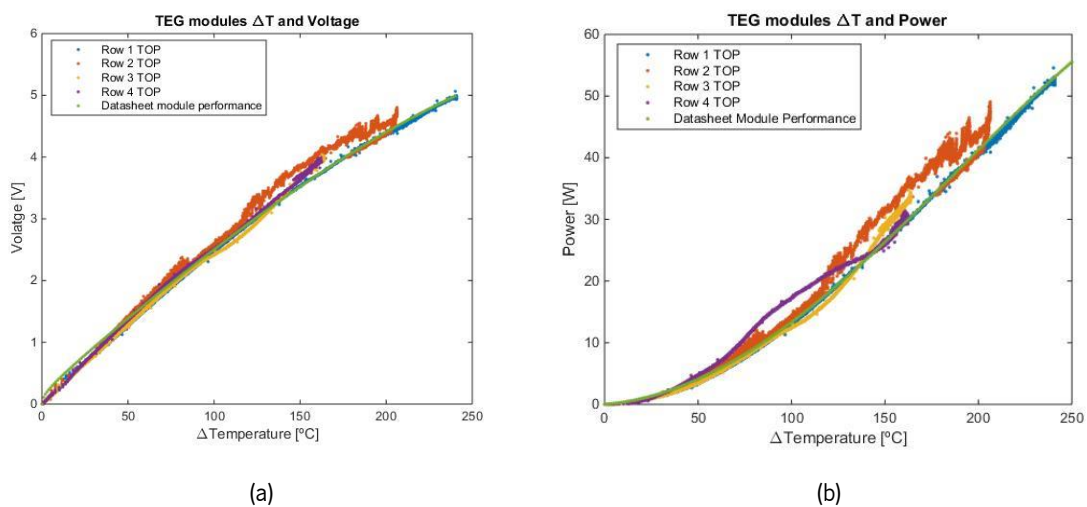 TEG modules ΔT and Voltage
6
5
4
3
2
1
0
Volatge [V]
Row 1 TOP
Row 2 TOP
Row 3 TOP
Row 4 TOP
Datasheet module performance
0
50
100
150
200
250
ΔTemperature [ºC]
(a)
TEG modules ΔT and Power
60
50
40
30
20
10
0
Power [W]
Row 1 TOP
Row 2 TOP
Row 3 TOP
Row 4 TOP
Datasheet Module Performance
0
50
100
150
200
250
ΔTemperature [ºC]
(b)